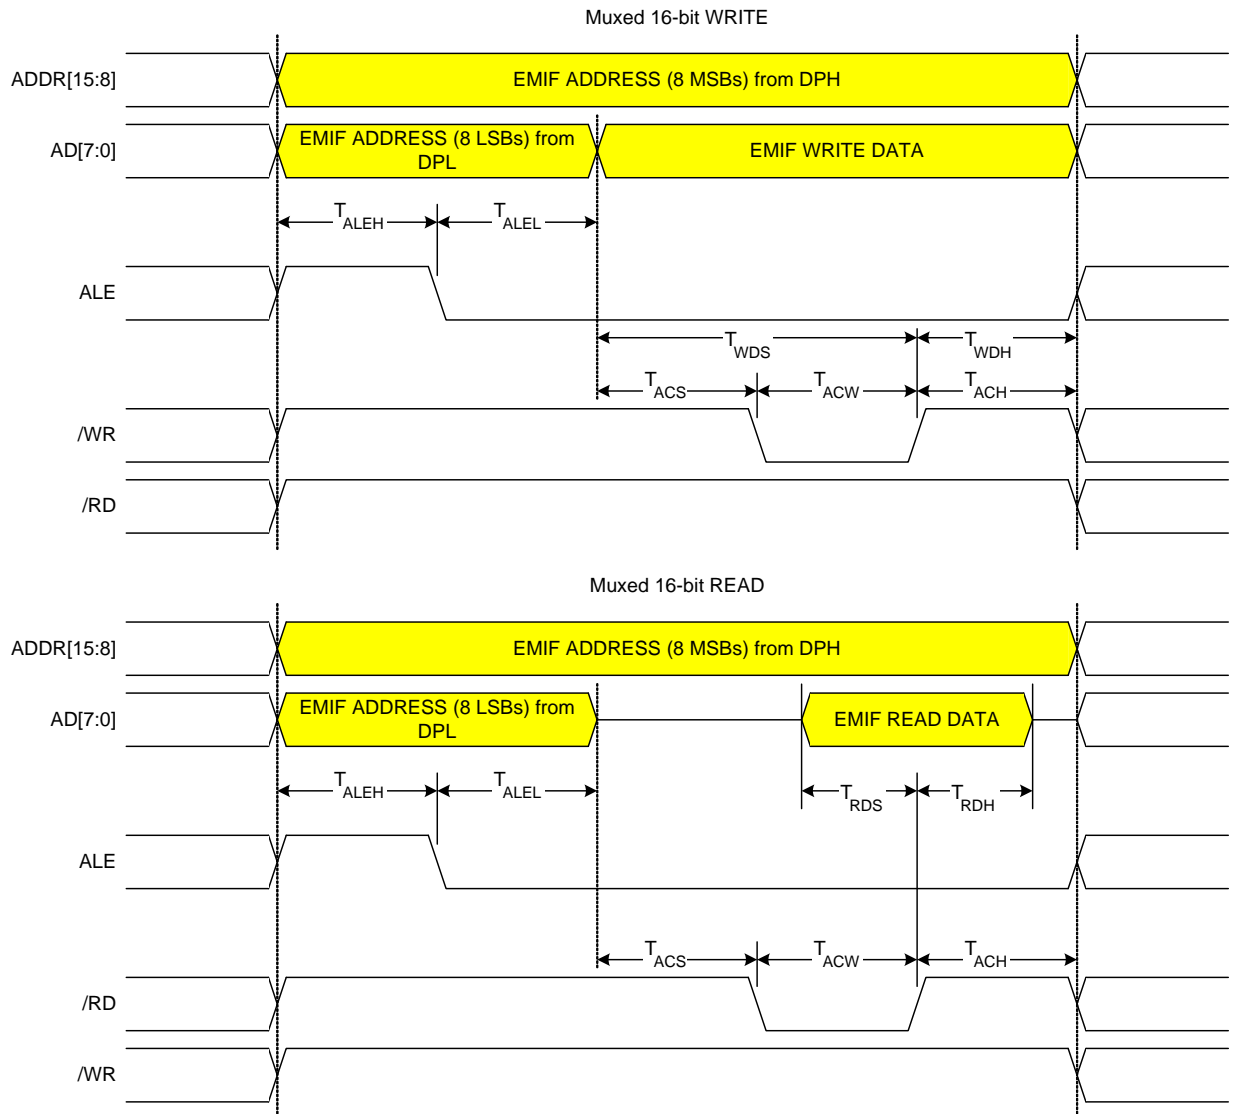 Muxed 16-bit WRITE
ADDR[15:8]
EMIF ADDRESS (8 MSBs) from DPH
AD[7:0]
EMIF ADDRESS (8 LSBs) from
DPL
EMIF WRITE DATA
TALEH
TALEL
ALE
TWDS
TWDH
TACS
TACW
TACH
/WR
/RD
Muxed 16-bit READ
ADDR[15:8]
EMIF ADDRESS (8 MSBs) from DPH
AD[7:0]
EMIF ADDRESS (8 LSBs) from
DPL
EMIF READ DATA
TALEH
TALEL
TRDS
TRDH
ALE
TACS
TACW
TACH
/RD
/WR